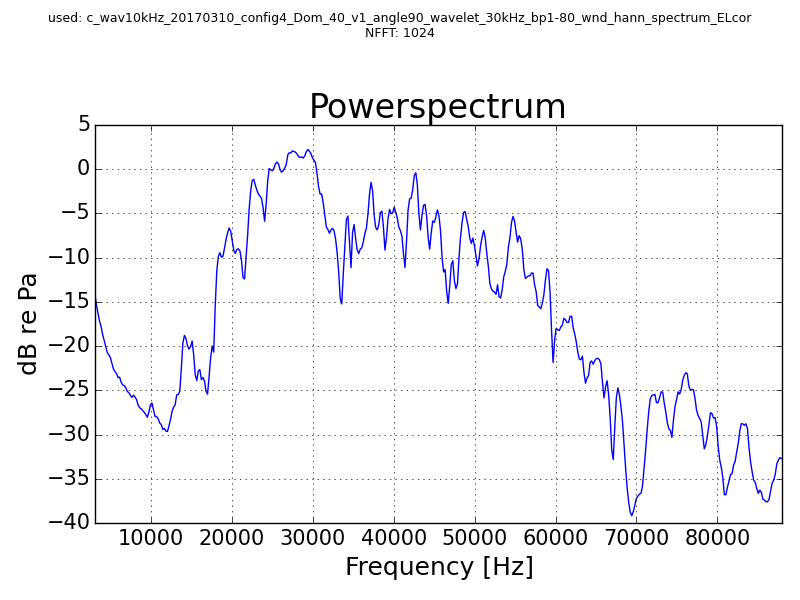 used: c_wav10kHz_20170310_config4_Dom_40_v1_angle90_wavelet_30kHz_bp1-80_wnd_hann_spectrum_ELcor
NFFT: 1024
Powerspectrum
5
0
−5
−10
−15
−20
−25
−30
−35
−40
dB re Pa
10000 20000 30000 40000 50000 60000 70000 80000
Frequency [Hz]